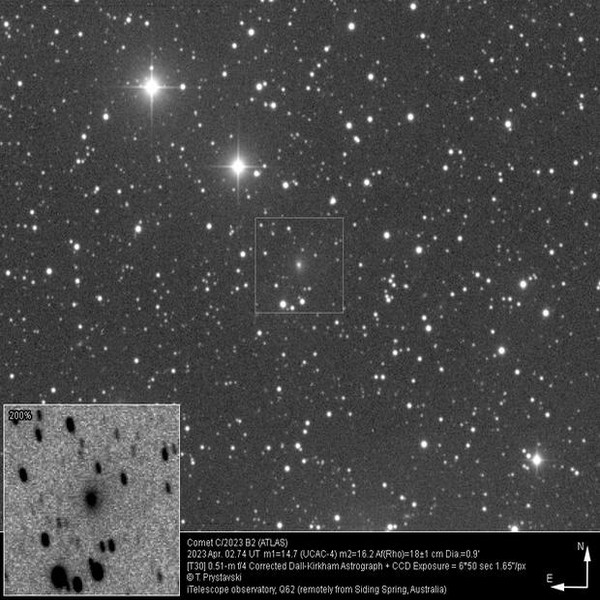 200%
Comet C/2023 B2 (ATLAS)
2023 Apr. 02.74 UT m1=14.7 (UCAC-4) m2=16.2 Af(Rho)=18±1 cm Dia.=0.9'
[T30] 0.51-m f/4 Corrected Dall-Kirkham Astrograph + CCD Exposure = 6*50 sec 1.65"/px
© T. Prystavski
iTelescope observatory, Q62 (remotely from Siding Spring, Australia)
N
E